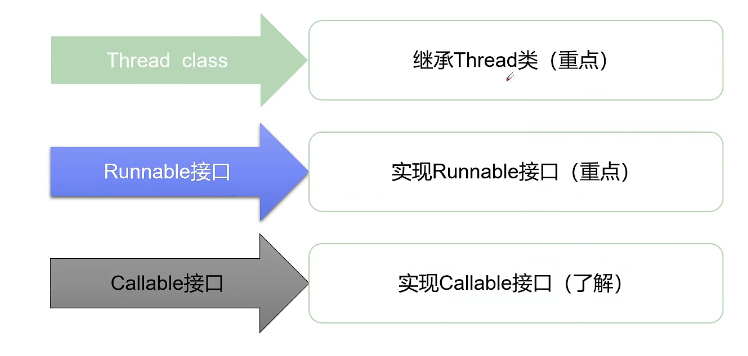 Thread class
继承Thread类（重点）
Runnable接口
实现Runnable接口（重点）
Callable接口
实现Callable接口（了解）